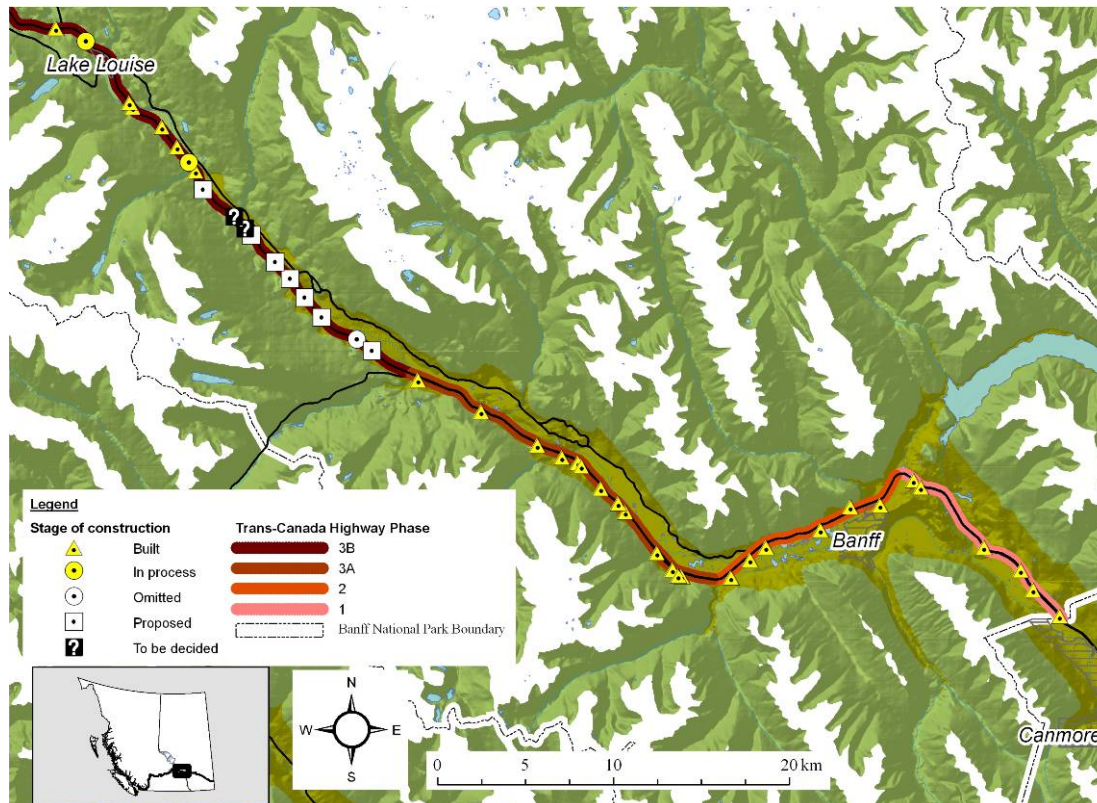 Lake Louise
? 
?
Banff
Canmore
Legend
Stage of construction
Built
In process
Omitted
Proposed
? To be decided
Trans-Canada Highway Phase
3B
3A
2
1
Banff National Park Boundary
N
W E
S
0 10 20 km